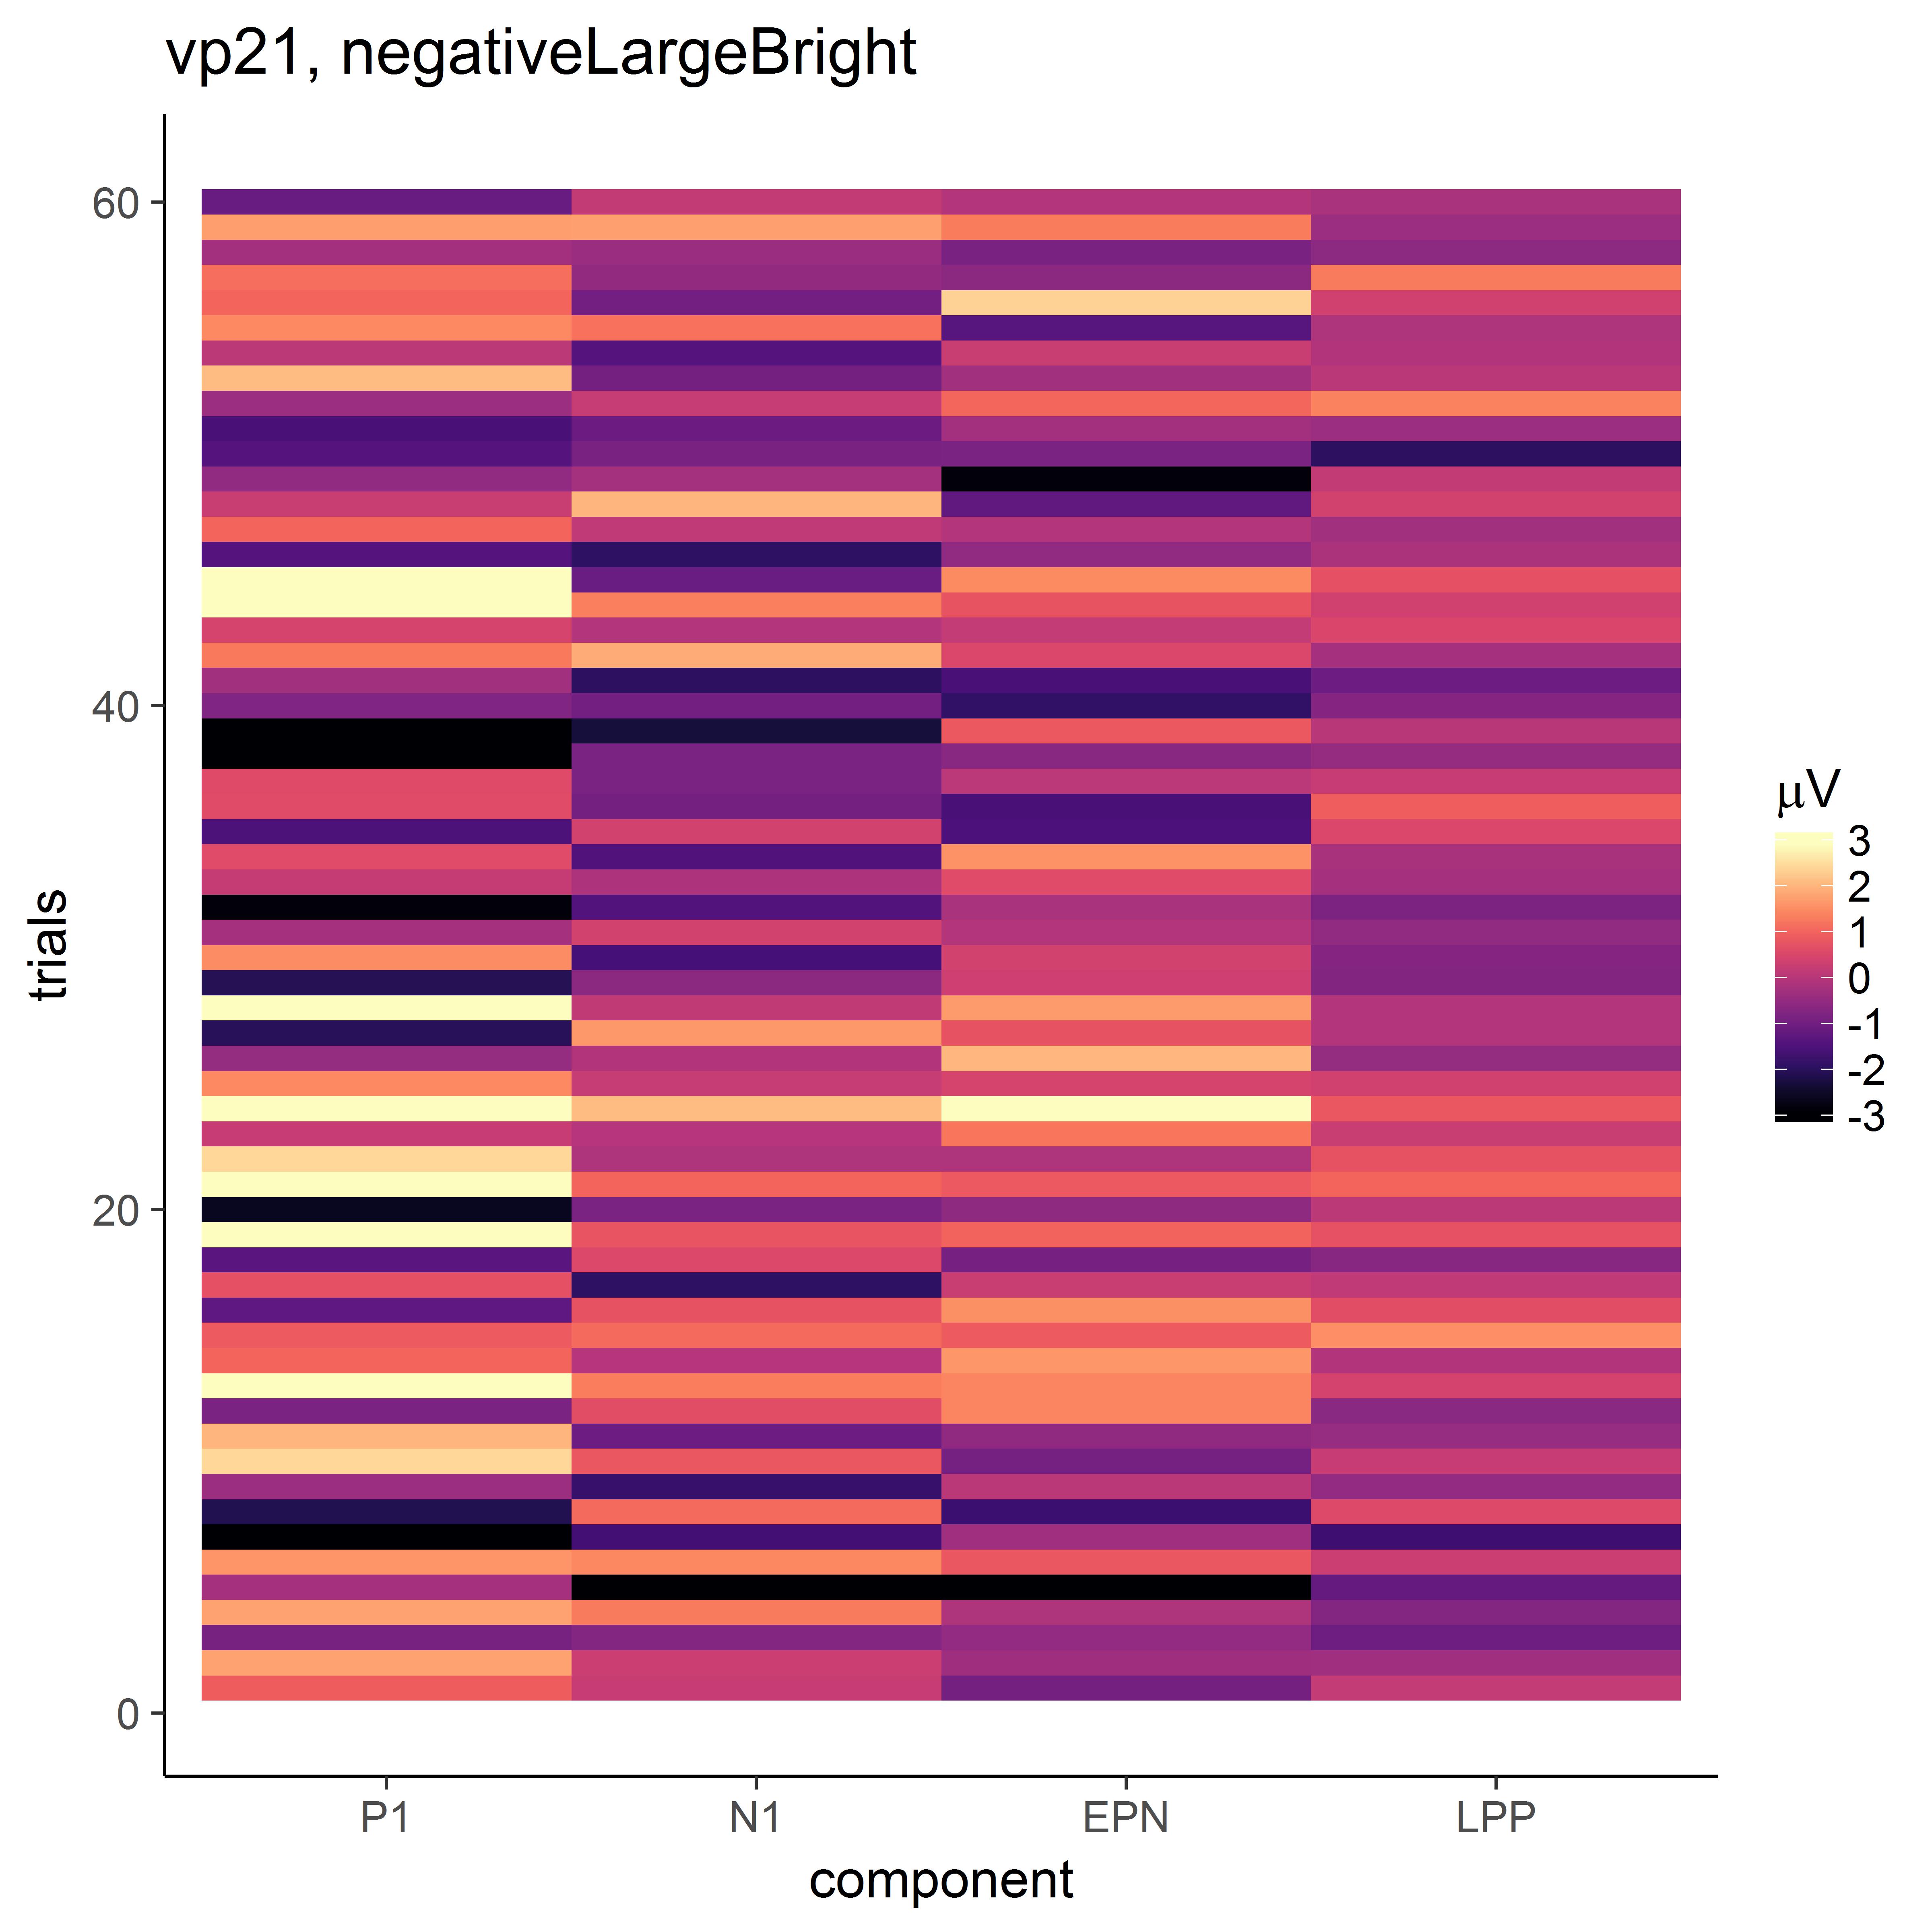 vp21, negativeLargeBright
60
40
20
0
trials
P1 N1 EPN LPP
component
μV
3
2
1
0
-1
-2
-3